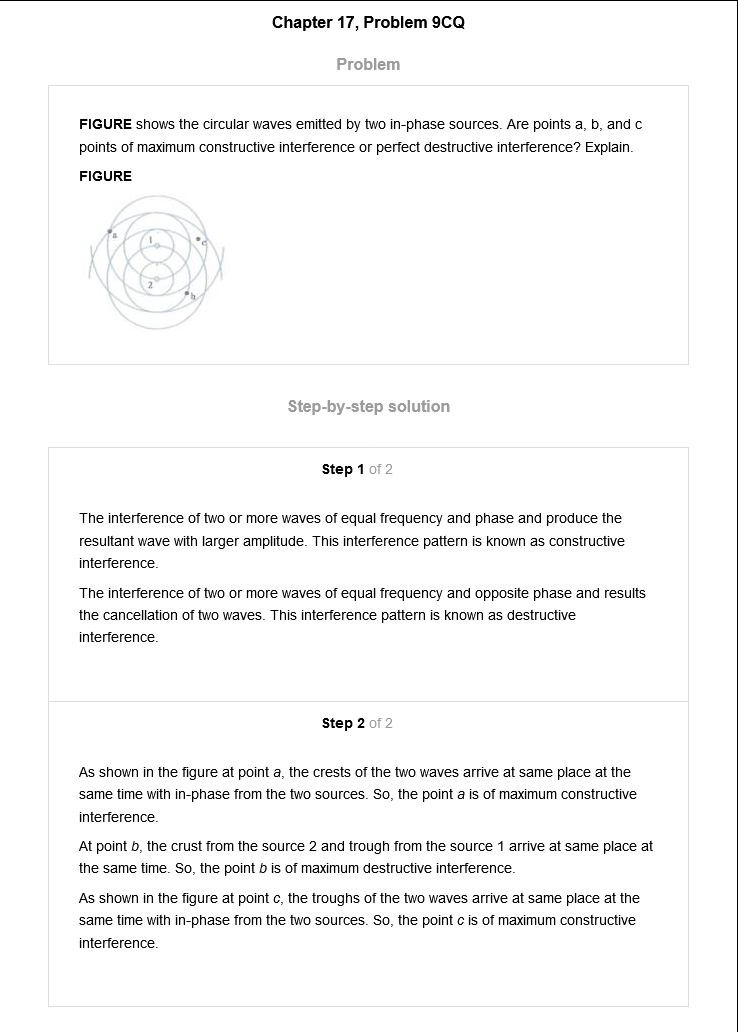 Chapter 17, Problem 9CQ
Problem
FIGURE shows the circular waves emitted by two in-phase sources. Are points a, b, and c
points of maximum constructive interference or perfect destructive interference? Explain.
FIGURE
a
1
c
2
b
Step-by-step solution
Step 1 of 2
The interference of two or more waves of equal frequency and phase and produce the
resultant wave with larger amplitude. This interference pattern is known as constructive
interference.
The interference of two or more waves of equal frequency and opposite phase and results
the cancellation of two waves. This interference pattern is known as destructive
interference.
Step 2 of 2
As shown in the figure at point a, the crests of the two waves arrive at same place at the
same time with in-phase from the two sources. So, the point a is of maximum constructive
interference.
At point b, the crust from the source 2 and trough from the source 1 arrive at same place at
the same time. So, the point b is of maximum destructive interference.
As shown in the figure at point c, the troughs of the two waves arrive at same place at the
same time with in-phase from the two sources. So, the point c is of maximum constructive
interference.